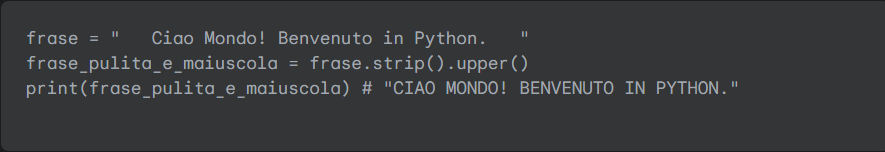 frase = "   Ciao Mondo! Benvenuto in Python.   "
frase_pulita_e_maiuscola = frase.strip().upper()
print(frase_pulita_e_maiuscola) # "CIAO MONDO! BENVENUTO IN PYTHON."